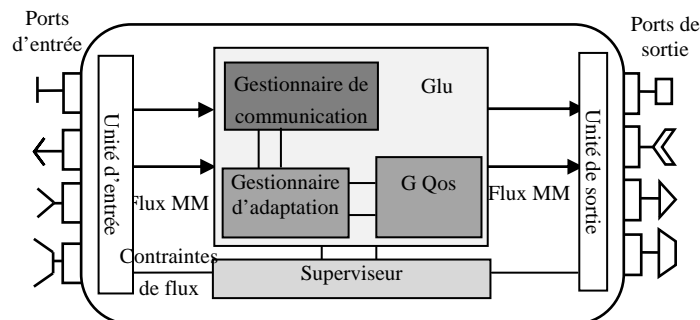 Ports
d'entrée
Ports de
sortie
Unité d'entrée
Gestionnaire de
communication
Glu
Gestionnaire
d'adaptation
G Qos
Flux MM
Flux MM
Unité de sortie
Contraintes
de flux
Superviseur